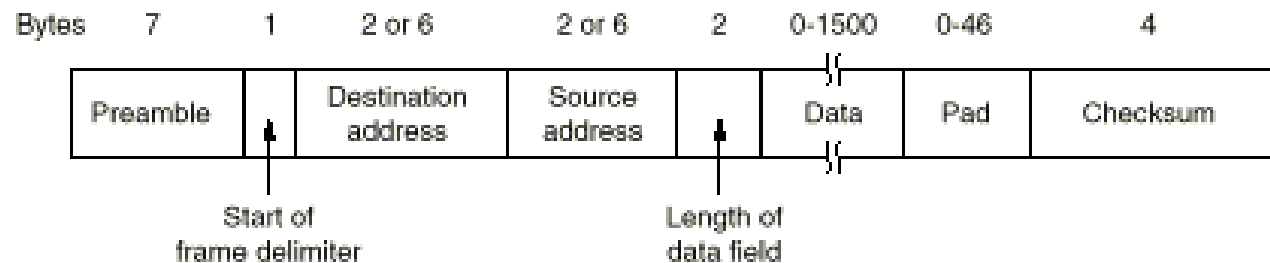 Bytes 7 1 2 or 6 2 or 6 2 0-1500 0-46 4
Preamble
Destination
address
Source
address
Data
Pad
Checksum
Start of
frame delimiter
Length of
data field